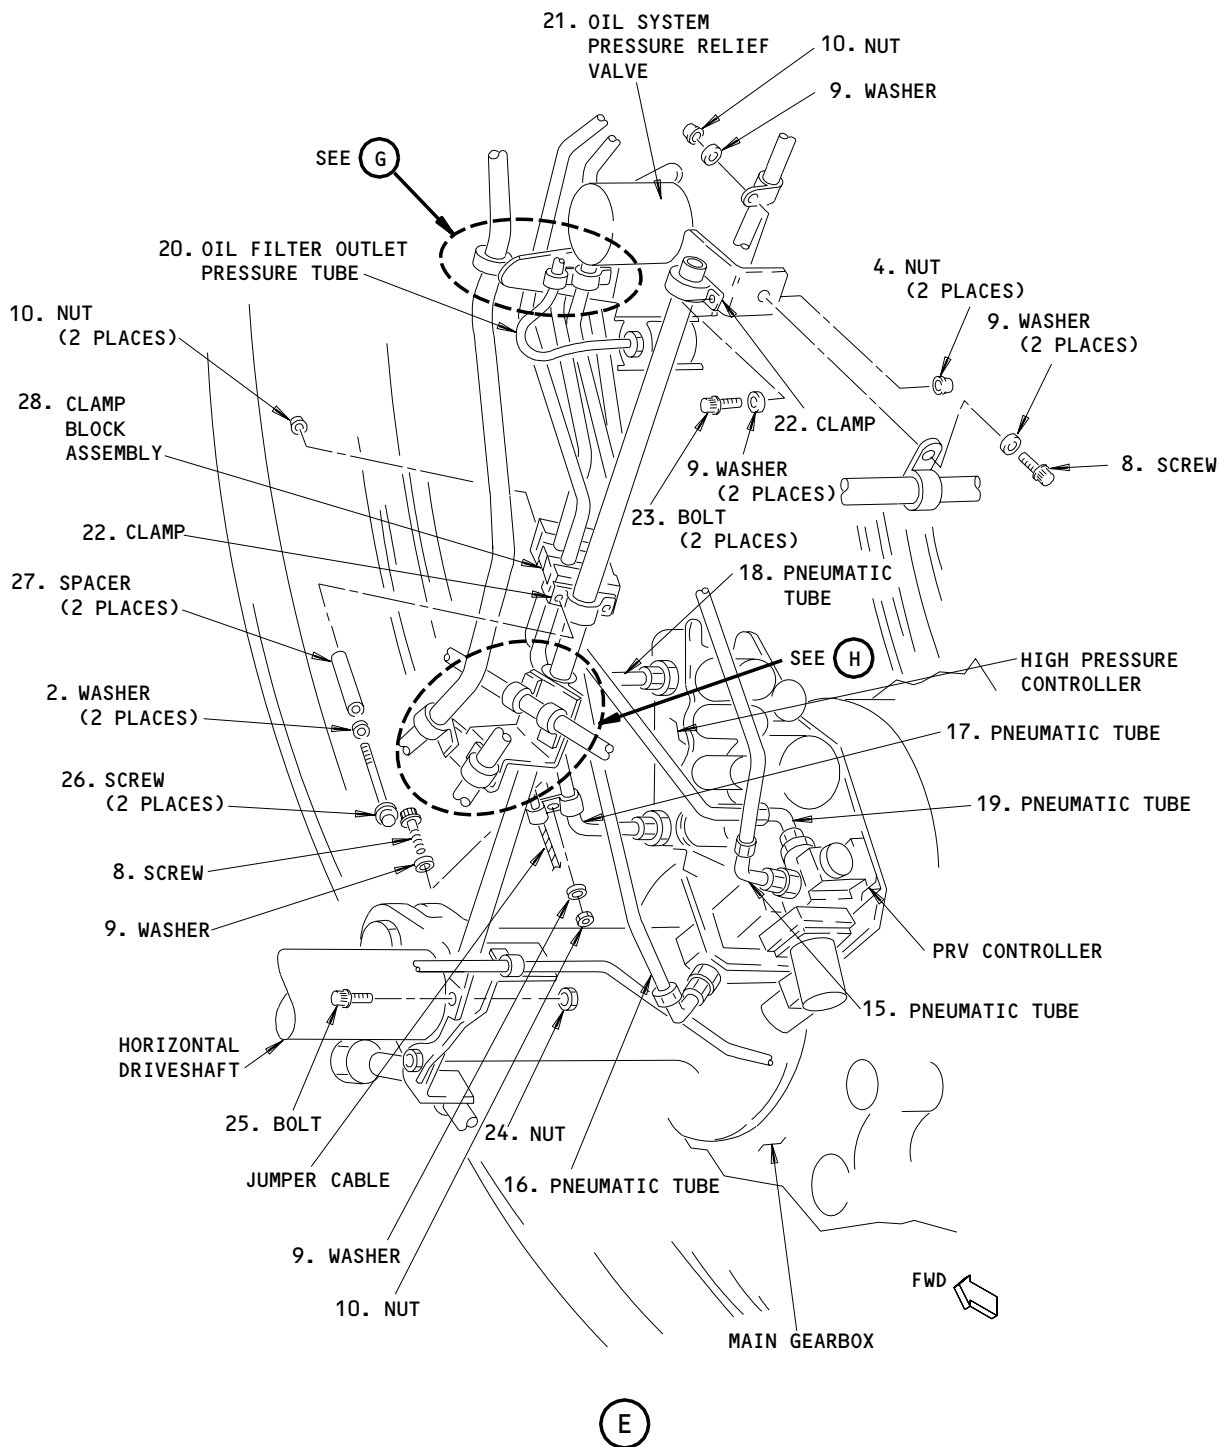 21. OIL SYSTEM
PRESSURE RELIEF
VALVE
10. NUT
9. WASHER
SEE G
20. OIL FILTER OUTLET
PRESSURE TUBE
4. NUT
(2 PLACES)
10. NUT
(2 PLACES)
9. WASHER
(2 PLACES)
28. CLAMP
BLOCK
ASSEMBLY
22. CLAMP
9. WASHER
(2 PLACES)
8. SCREW
23. BOLT
(2 PLACES)
22. CLAMP
27. SPACER
(2 PLACES)
18. PNEUMATIC
TUBE
SEE H
HIGH PRESSURE
CONTROLLER
2. WASHER
(2 PLACES)
17. PNEUMATIC TUBE
26. SCREW
(2 PLACES)
19. PNEUMATIC TUBE
8. SCREW
9. WASHER
PRV CONTROLLER
15. PNEUMATIC TUBE
HORIZONTAL
DRIVESHAFT
25. BOLT
24. NUT
JUMPER CABLE
16. PNEUMATIC TUBE
9. WASHER
10. NUT
FWD
MAIN GEARBOX
E